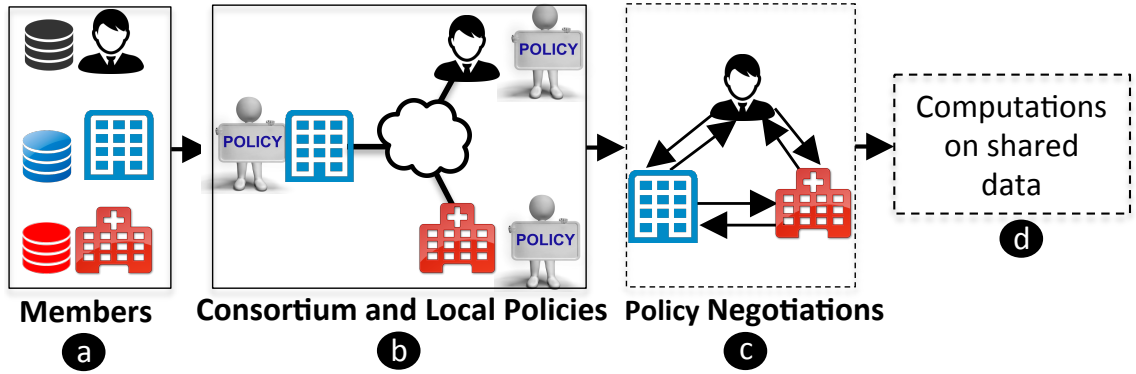 POLICY
POLICY
POLICY
Computations
on shared
data
Members
Consortium and Local Policies
Policy Negotiations
a
b
c
d